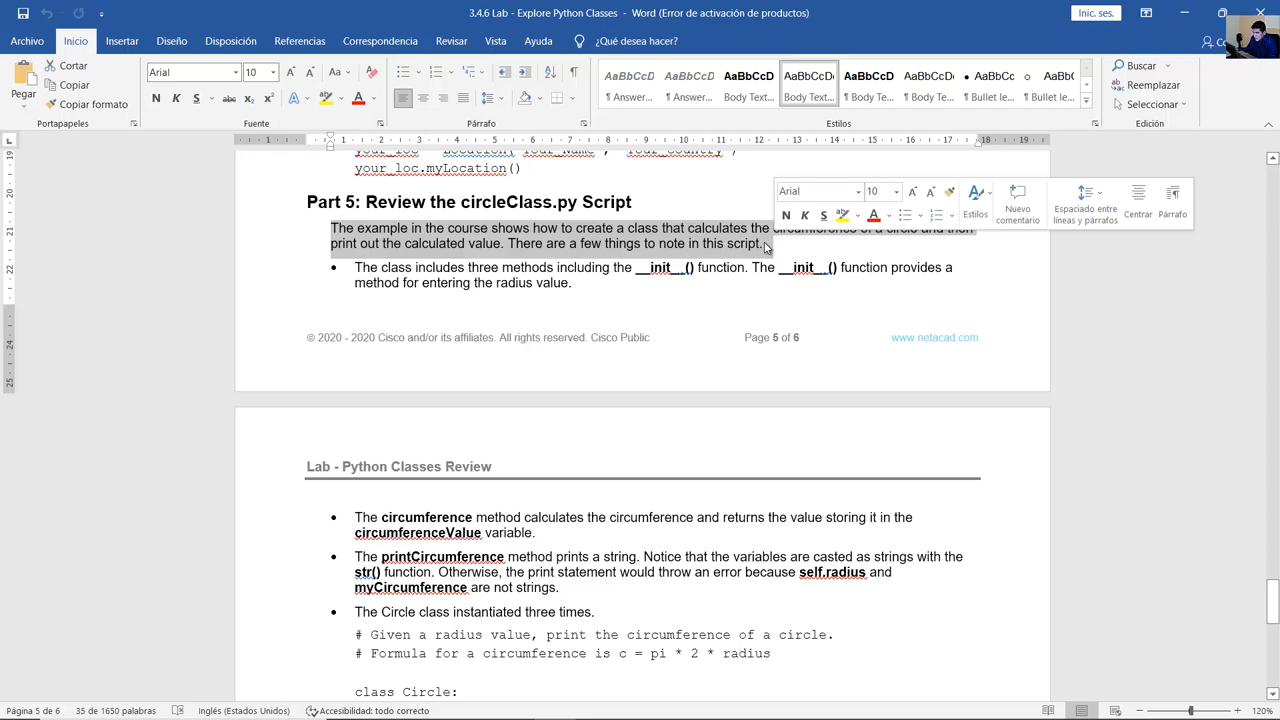 3.4.6 Lab - Explore Python Classes - Word (Error de activación de productos)
Inic. ses.
Archivo Inicio Insertar Diseño Disposición Referencias Correspondencia Revisar Vista Ayuda ¿Qué desea hacer?
Pegar
Cortar
Copiar
Copiar formato
Portapapeles
Arial 10
Fuente
Párrafo
AaBbCcD AaBbCcD AaBbCcD AaBbCcD AaBbCcD AaBbCcD AaBbCc AaBbC
¶ Answer... ¶ Answer... Body Text... Body Text... ¶ Body Te... ¶ Body Te... ¶ Bullet le... ¶ Bullet le...
Estilos
Buscar
Reemplazar
Seleccionar
Edición
your_loc = Location("Your_Name", "Your_Country")
your_loc.myLocation()
Part 5: Review the circleClass.py Script
The example in the course shows how to create a class that calculates the circumference of a circle and then
print out the calculated value. There are a few things to note in this script.
Arial 10
Estilos
Nuevo comentario
Espaciado entre líneas y párrafos
Centrar
Párrafo
• The class includes three methods including the __init__() function. The __init__() function provides a
method for entering the radius value.
© 2020 - 2020 Cisco and/or its affiliates. All rights reserved. Cisco Public Page 5 of 6 www.netacad.com
Lab - Python Classes Review
• The circumference method calculates the circumference and returns the value storing it in the
circumferenceValue variable.
• The printCircumference method prints a string. Notice that the variables are casted as strings with the
str() function. Otherwise, the print statement would throw an error because self.radius and
myCircumference are not strings.
• The Circle class instantiated three times.
# Given a radius value, print the circumference of a circle.
# Formula for a circumference is c = pi * 2 * radius
class Circle:
Página 5 de 6 35 de 1650 palabras Inglés (Estados Unidos) Accesibilidad: todo correcto 120%